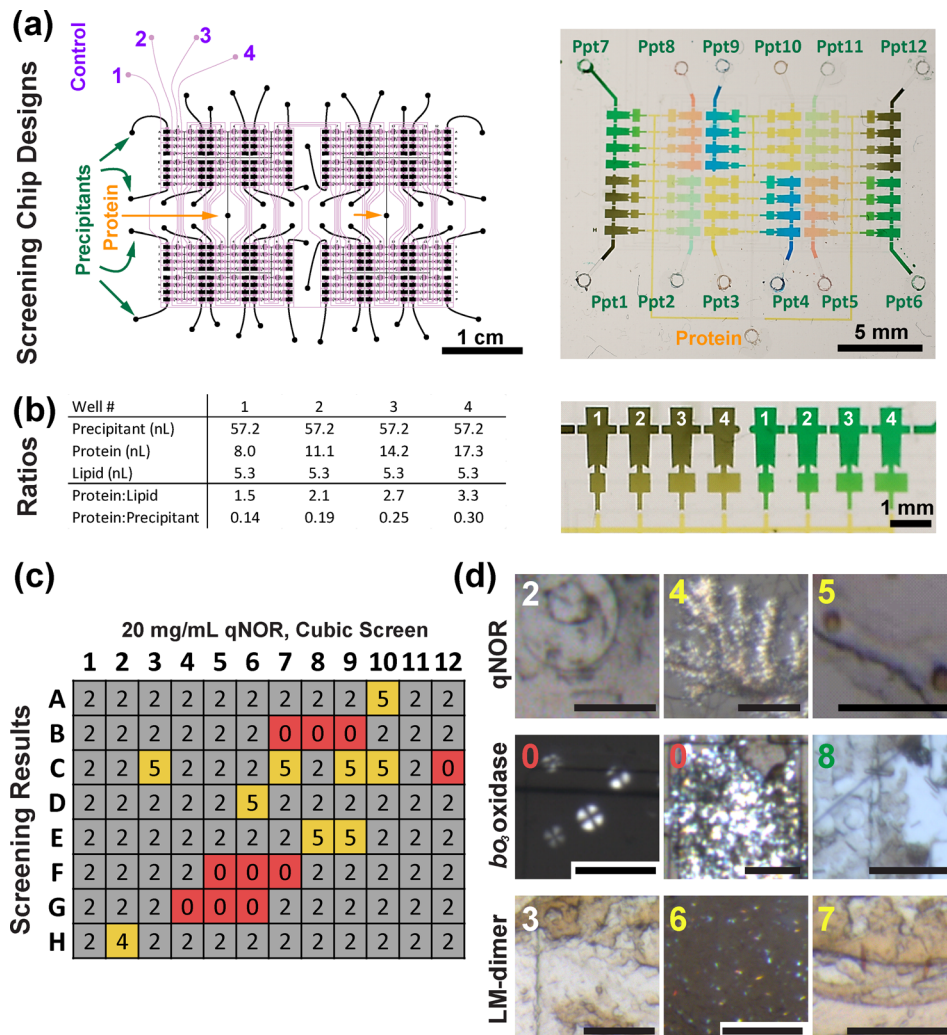 (a)
Screening Chip Designs
Control
1
2
3
4
Precipitants
Protein
1 cm
Ppt7 Ppt8 Ppt9 Ppt10 Ppt11 Ppt12
H
Ppt1 Ppt2 Ppt3 Ppt4 Ppt5 Ppt6
Protein
5 mm
(b)
Ratios
Well # 1 2 3 4
Precipitant (nL) 57.2 57.2 57.2 57.2
Protein (nL) 8.0 11.1 14.2 17.3
Lipid (nL) 5.3 5.3 5.3 5.3
Protein:Lipid 1.5 2.1 2.7 3.3
Protein:Precipitant 0.14 0.19 0.25 0.30
1 2 3 4 1 2 3 4
1 mm
(c)
Screening Results
20 mg/mL qNOR, Cubic Screen
1 2 3 4 5 6 7 8 9 10 11 12
A 2 2 2 2 2 2 2 2 2 5 2 2
B 2 2 2 2 2 2 0 0 0 2 2 2
C 2 2 5 2 2 2 5 2 5 5 2 0
D 2 2 2 2 2 5 2 2 2 2 2 2
E 2 2 2 2 2 2 2 5 5 2 2 2
F 2 2 2 2 0 0 0 2 2 2 2 2
G 2 2 2 0 0 0 2 2 2 2 2 2
H 2 4 2 2 2 2 2 2 2 2 2 2
(d)
qNOR
2 4 5
bo₃ oxidase
0 0 8
LM-dimer
3 6 7